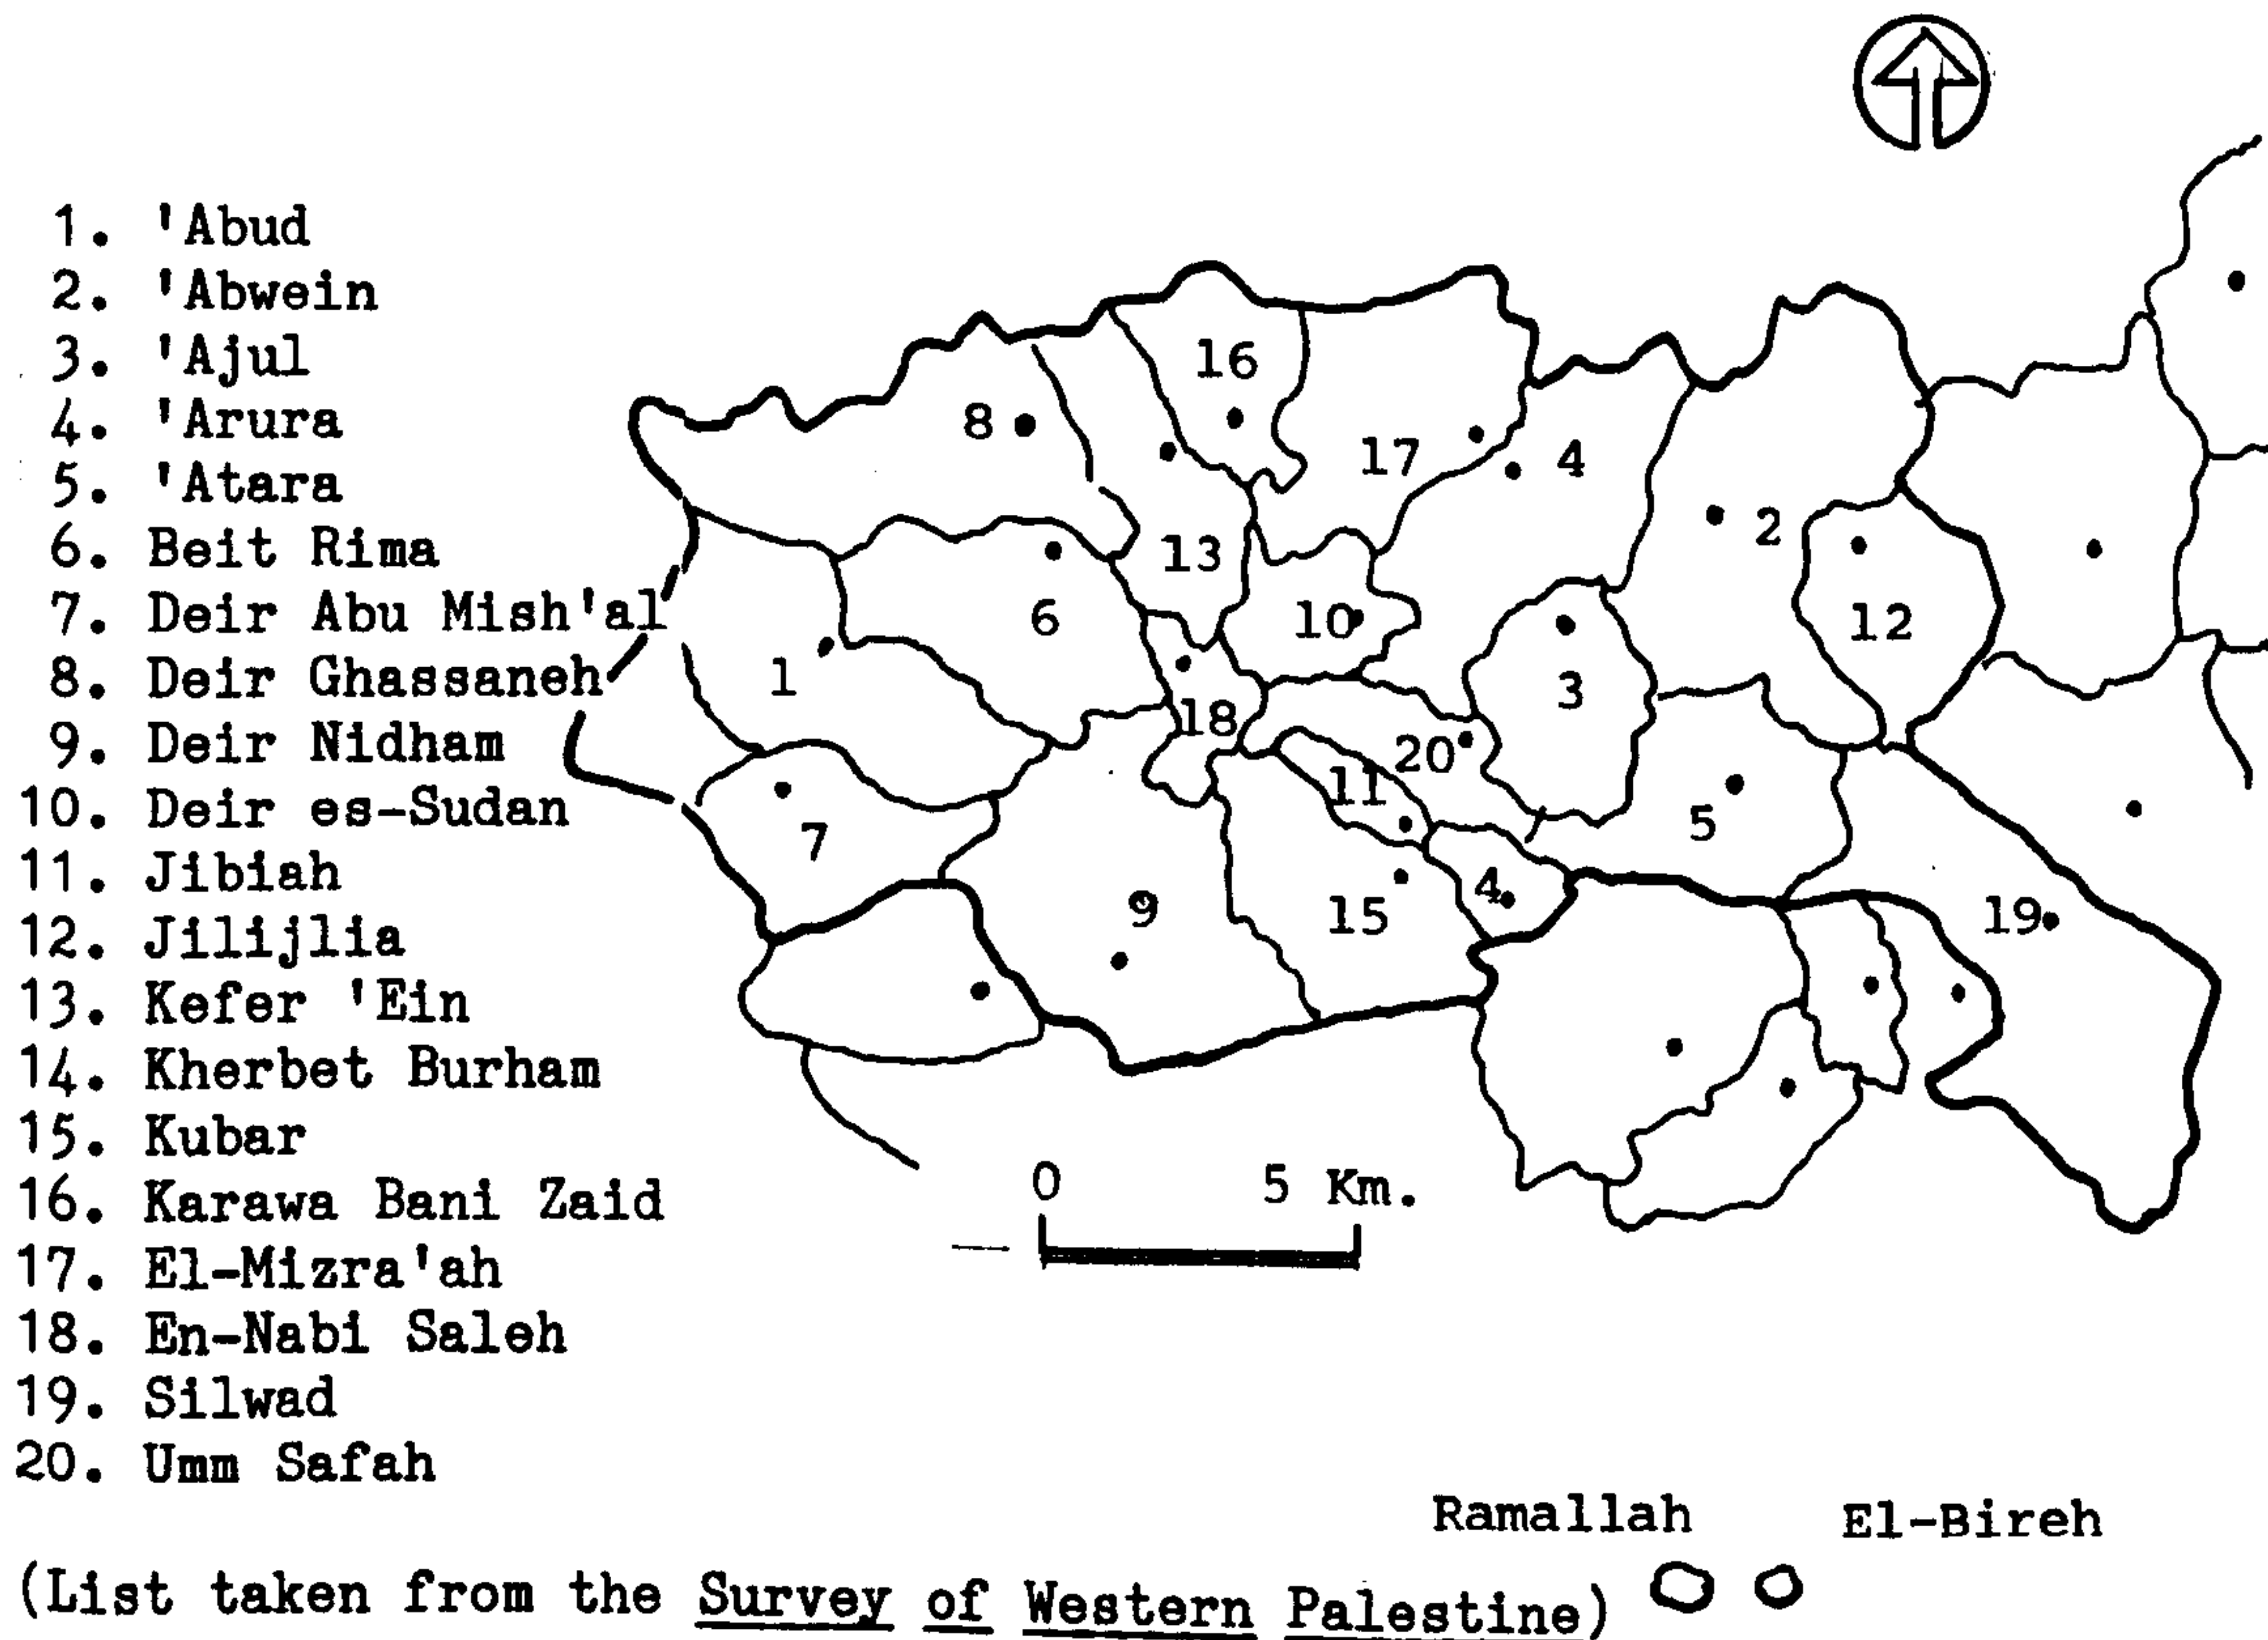 1. 'Abud
2. 'Abwein
3. 'Ajul
4. 'Arura
5. 'Atara
6. Beit Rima
7. Deir Abu Mish'al
8. Deir Ghassaneh
9. Deir Nidham
10. Deir es-Sudan
11. Jibiah
12. Jilijlia
13. Kefer 'Ein
14. Kherbet Burham
15. Kubar
16. Karawa Bani Zaid
17. El-Mizra'ah
18. En-Nabi Saleh
19. Silwad
20. Umm Safah
16
8
17
4
2
13
6
10
12
1
3
18
20
11
7
5
9
15
4
19
0 5 Km.
Ramallah El-Bireh
(List taken from the Survey of Western Palestine)